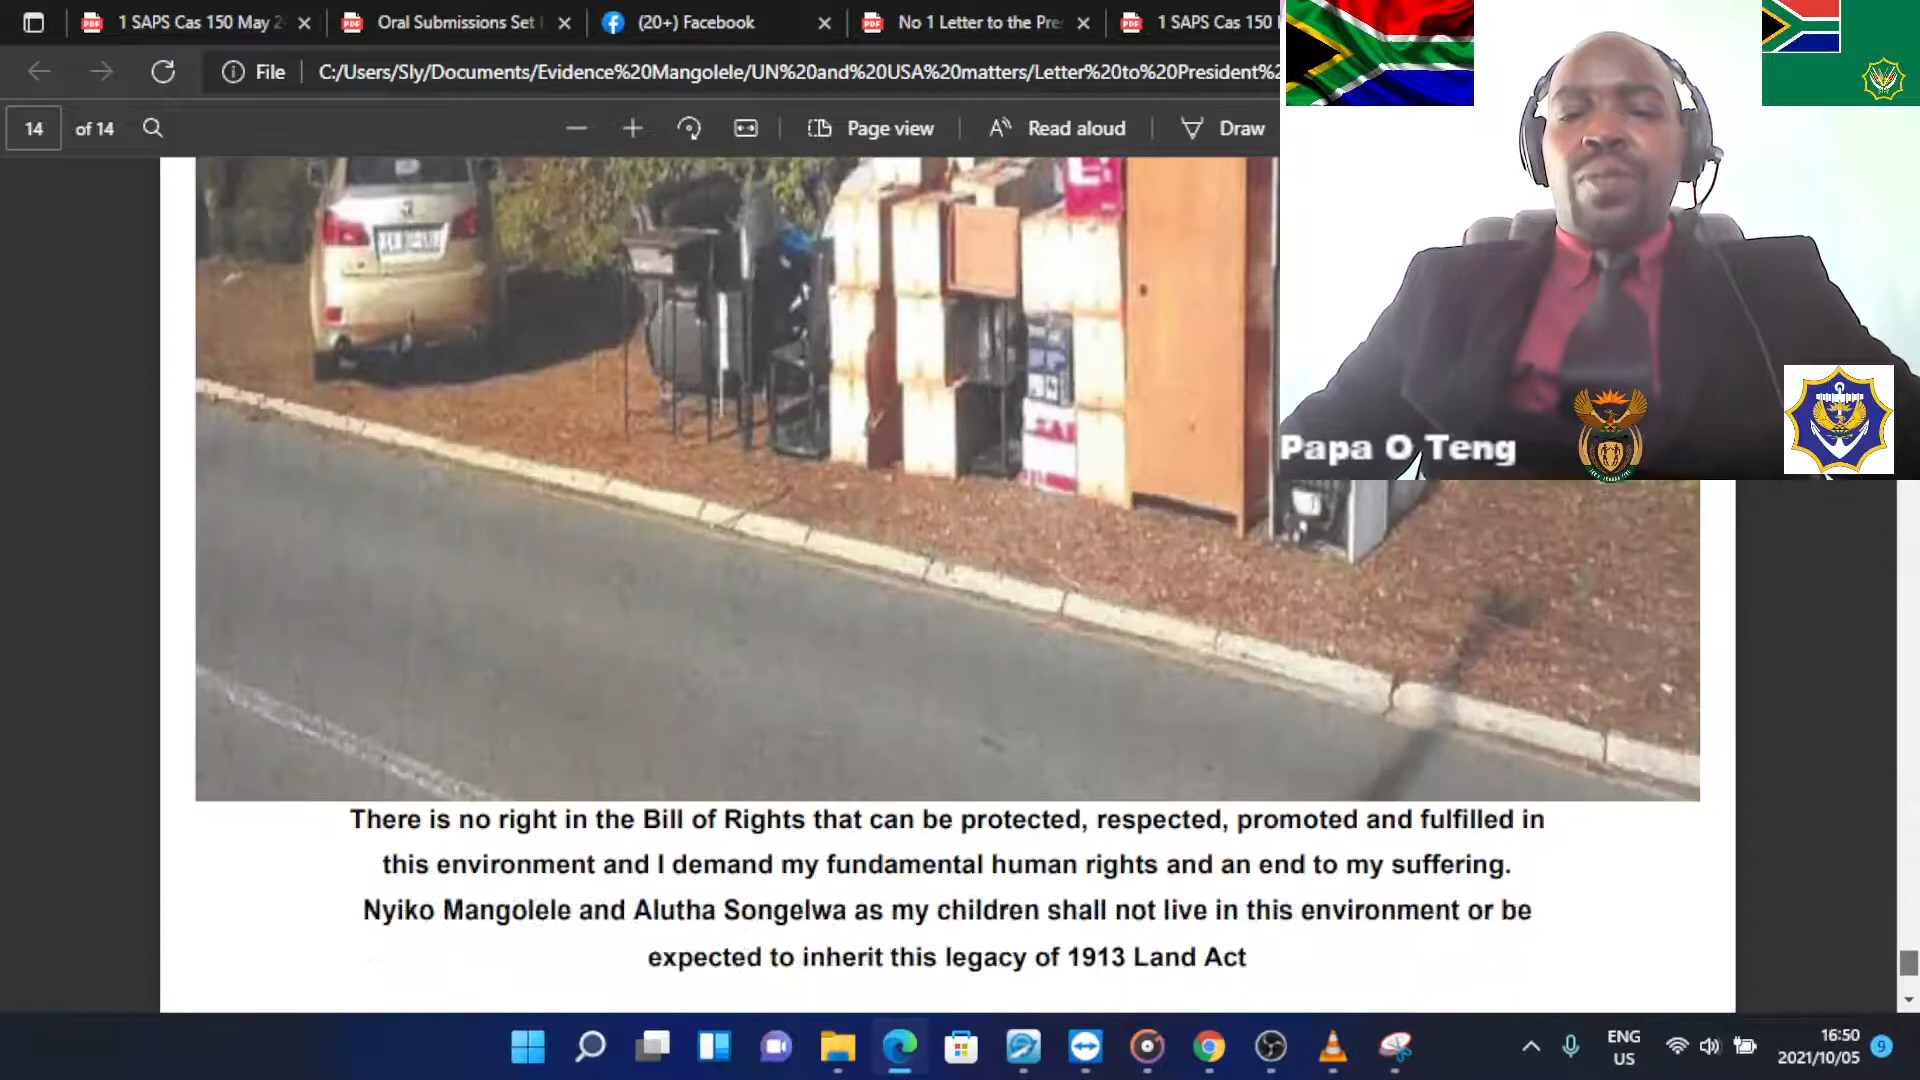 1 SAPS Cas 150 May 2
Oral Submissions Set
(20+) Facebook
No 1 Letter to the Pre
1 SAPS Cas 150
File
C:/Users/Sly/Documents/Evidence%20Mangolele/UN%20and%20USA%20matters/Letter%20to%20President%2
14 of 14
Page view
Read aloud
Draw
Papa O Teng
There is no right in the Bill of Rights that can be protected, respected, promoted and fulfilled in
this environment and I demand my fundamental human rights and an end to my suffering.
Nyiko Mangolele and Alutha Songelwa as my children shall not live in this environment or be
expected to inherit this legacy of 1913 Land Act
ENG
US
16:50
2021/10/05
9